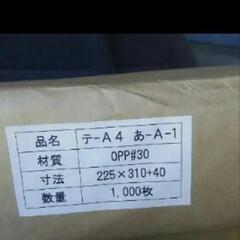 品名 テ-A4 あ-A-1
材質 OPP#30
寸法 225×310+40
数量 1,000枚